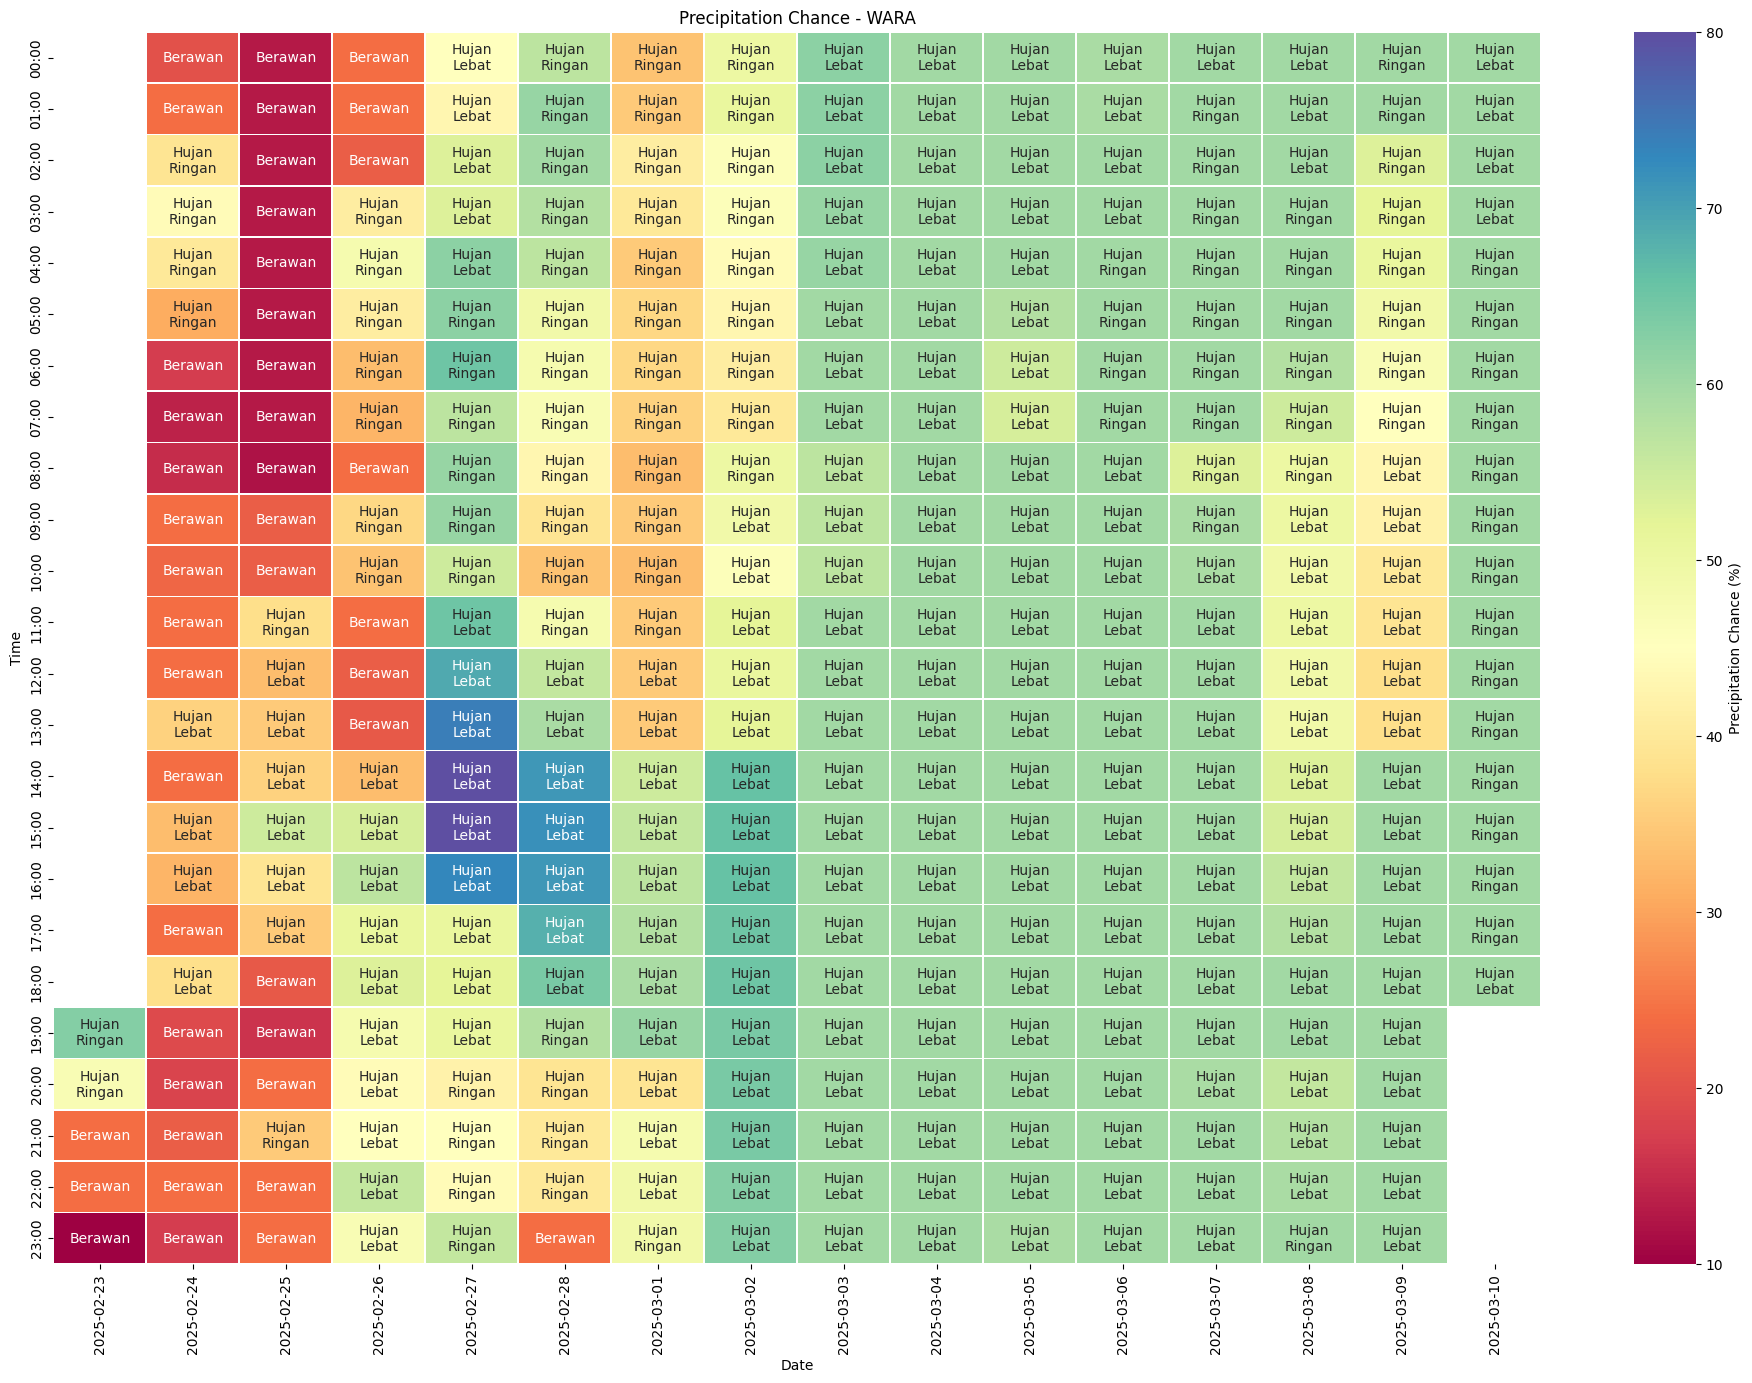 Precipitation Chance - WARA
00:00 Berawan Berawan Berawan Hujan Lebat Hujan Ringan Hujan Ringan Hujan Ringan Hujan Lebat Hujan Lebat Hujan Lebat Hujan Lebat Hujan Lebat Hujan Lebat Hujan Ringan Hujan Lebat
01:00 Berawan Berawan Berawan Hujan Lebat Hujan Ringan Hujan Ringan Hujan Ringan Hujan Lebat Hujan Lebat Hujan Lebat Hujan Lebat Hujan Ringan Hujan Lebat Hujan Ringan Hujan Lebat
02:00 Hujan Ringan Berawan Berawan Hujan Lebat Hujan Ringan Hujan Ringan Hujan Ringan Hujan Lebat Hujan Lebat Hujan Lebat Hujan Lebat Hujan Ringan Hujan Lebat Hujan Ringan Hujan Lebat
03:00 Hujan Ringan Berawan Hujan Ringan Hujan Lebat Hujan Ringan Hujan Ringan Hujan Ringan Hujan Lebat Hujan Lebat Hujan Lebat Hujan Lebat Hujan Ringan Hujan Ringan Hujan Ringan Hujan Lebat
04:00 Hujan Ringan Berawan Hujan Ringan Hujan Lebat Hujan Ringan Hujan Ringan Hujan Ringan Hujan Lebat Hujan Lebat Hujan Lebat Hujan Ringan Hujan Ringan Hujan Ringan Hujan Ringan Hujan Ringan
05:00 Hujan Ringan Berawan Hujan Ringan Hujan Ringan Hujan Ringan Hujan Ringan Hujan Ringan Hujan Lebat Hujan Lebat Hujan Lebat Hujan Ringan Hujan Ringan Hujan Ringan Hujan Ringan Hujan Ringan
06:00 Berawan Berawan Hujan Ringan Hujan Ringan Hujan Ringan Hujan Ringan Hujan Ringan Hujan Lebat Hujan Lebat Hujan Lebat Hujan Ringan Hujan Ringan Hujan Ringan Hujan Ringan Hujan Ringan
07:00 Berawan Berawan Hujan Ringan Hujan Ringan Hujan Ringan Hujan Ringan Hujan Ringan Hujan Lebat Hujan Lebat Hujan Lebat Hujan Ringan Hujan Ringan Hujan Ringan Hujan Ringan Hujan Ringan
08:00 Berawan Berawan Berawan Hujan Ringan Hujan Ringan Hujan Ringan Hujan Ringan Hujan Lebat Hujan Lebat Hujan Lebat Hujan Lebat Hujan Ringan Hujan Ringan Hujan Lebat Hujan Ringan
09:00 Berawan Berawan Hujan Ringan Hujan Ringan Hujan Ringan Hujan Ringan Hujan Lebat Hujan Lebat Hujan Lebat Hujan Lebat Hujan Lebat Hujan Ringan Hujan Lebat Hujan Lebat Hujan Ringan
10:00 Berawan Berawan Hujan Ringan Hujan Ringan Hujan Ringan Hujan Ringan Hujan Lebat Hujan Lebat Hujan Lebat Hujan Lebat Hujan Lebat Hujan Lebat Hujan Lebat Hujan Lebat Hujan Ringan
11:00 Berawan Hujan Ringan Berawan Hujan Lebat Hujan Ringan Hujan Ringan Hujan Lebat Hujan Lebat Hujan Lebat Hujan Lebat Hujan Lebat Hujan Lebat Hujan Lebat Hujan Lebat Hujan Ringan
12:00 Berawan Hujan Lebat Berawan Hujan Lebat Hujan Lebat Hujan Lebat Hujan Lebat Hujan Lebat Hujan Lebat Hujan Lebat Hujan Lebat Hujan Lebat Hujan Lebat Hujan Lebat Hujan Ringan
13:00 Hujan Lebat Hujan Lebat Berawan Hujan Lebat Hujan Lebat Hujan Lebat Hujan Lebat Hujan Lebat Hujan Lebat Hujan Lebat Hujan Lebat Hujan Lebat Hujan Lebat Hujan Lebat Hujan Ringan
14:00 Berawan Hujan Lebat Hujan Lebat Hujan Lebat Hujan Lebat Hujan Lebat Hujan Lebat Hujan Lebat Hujan Lebat Hujan Lebat Hujan Lebat Hujan Lebat Hujan Lebat Hujan Lebat Hujan Ringan
15:00 Hujan Lebat Hujan Lebat Hujan Lebat Hujan Lebat Hujan Lebat Hujan Lebat Hujan Lebat Hujan Lebat Hujan Lebat Hujan Lebat Hujan Lebat Hujan Lebat Hujan Lebat Hujan Lebat Hujan Ringan
16:00 Hujan Lebat Hujan Lebat Hujan Lebat Hujan Lebat Hujan Lebat Hujan Lebat Hujan Lebat Hujan Lebat Hujan Lebat Hujan Lebat Hujan Lebat Hujan Lebat Hujan Lebat Hujan Lebat Hujan Ringan
17:00 Berawan Hujan Lebat Hujan Lebat Hujan Lebat Hujan Lebat Hujan Lebat Hujan Lebat Hujan Lebat Hujan Lebat Hujan Lebat Hujan Lebat Hujan Lebat Hujan Lebat Hujan Lebat Hujan Ringan
18:00 Hujan Lebat Berawan Hujan Lebat Hujan Lebat Hujan Lebat Hujan Lebat Hujan Lebat Hujan Lebat Hujan Lebat Hujan Lebat Hujan Lebat Hujan Lebat Hujan Lebat Hujan Lebat Hujan Lebat
19:00 Hujan Ringan Berawan Berawan Hujan Lebat Hujan Lebat Hujan Ringan Hujan Lebat Hujan Lebat Hujan Lebat Hujan Lebat Hujan Lebat Hujan Lebat Hujan Lebat Hujan Lebat Hujan Lebat
20:00 Hujan Ringan Berawan Berawan Hujan Lebat Hujan Ringan Hujan Ringan Hujan Lebat Hujan Lebat Hujan Lebat Hujan Lebat Hujan Lebat Hujan Lebat Hujan Lebat Hujan Lebat Hujan Lebat
21:00 Berawan Berawan Hujan Ringan Hujan Lebat Hujan Ringan Hujan Ringan Hujan Lebat Hujan Lebat Hujan Lebat Hujan Lebat Hujan Lebat Hujan Lebat Hujan Lebat Hujan Lebat Hujan Lebat
22:00 Berawan Berawan Berawan Hujan Lebat Hujan Ringan Hujan Ringan Hujan Lebat Hujan Lebat Hujan Lebat Hujan Lebat Hujan Lebat Hujan Lebat Hujan Lebat Hujan Lebat Hujan Lebat
23:00 Berawan Berawan Berawan Hujan Lebat Hujan Ringan Berawan Hujan Ringan Hujan Lebat Hujan Lebat Hujan Lebat Hujan Lebat Hujan Lebat Hujan Lebat Hujan Ringan Hujan Lebat
Time
2025-02-23 2025-02-24 2025-02-25 2025-02-26 2025-02-27 2025-02-28 2025-03-01 2025-03-02 2025-03-03 2025-03-04 2025-03-05 2025-03-06 2025-03-07 2025-03-08 2025-03-09 2025-03-10
Date
80
70
60
50
40
30
20
10
Precipitation Chance (%)